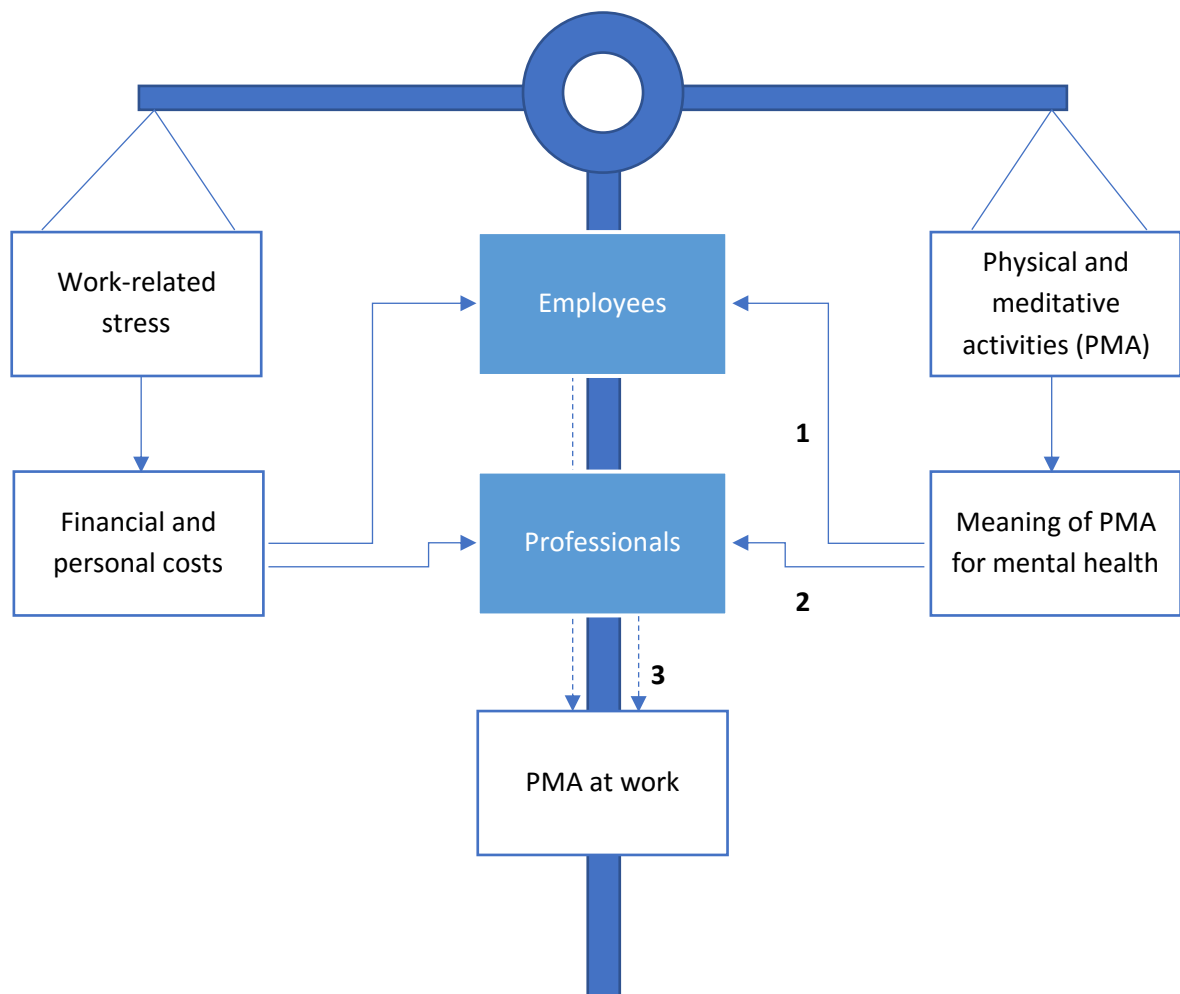 Work-related
stress
Employees
Physical and
meditative
activities (PMA)
1
Financial and
personal costs
Professionals
Meaning of PMA
for mental health
2
3
PMA at work